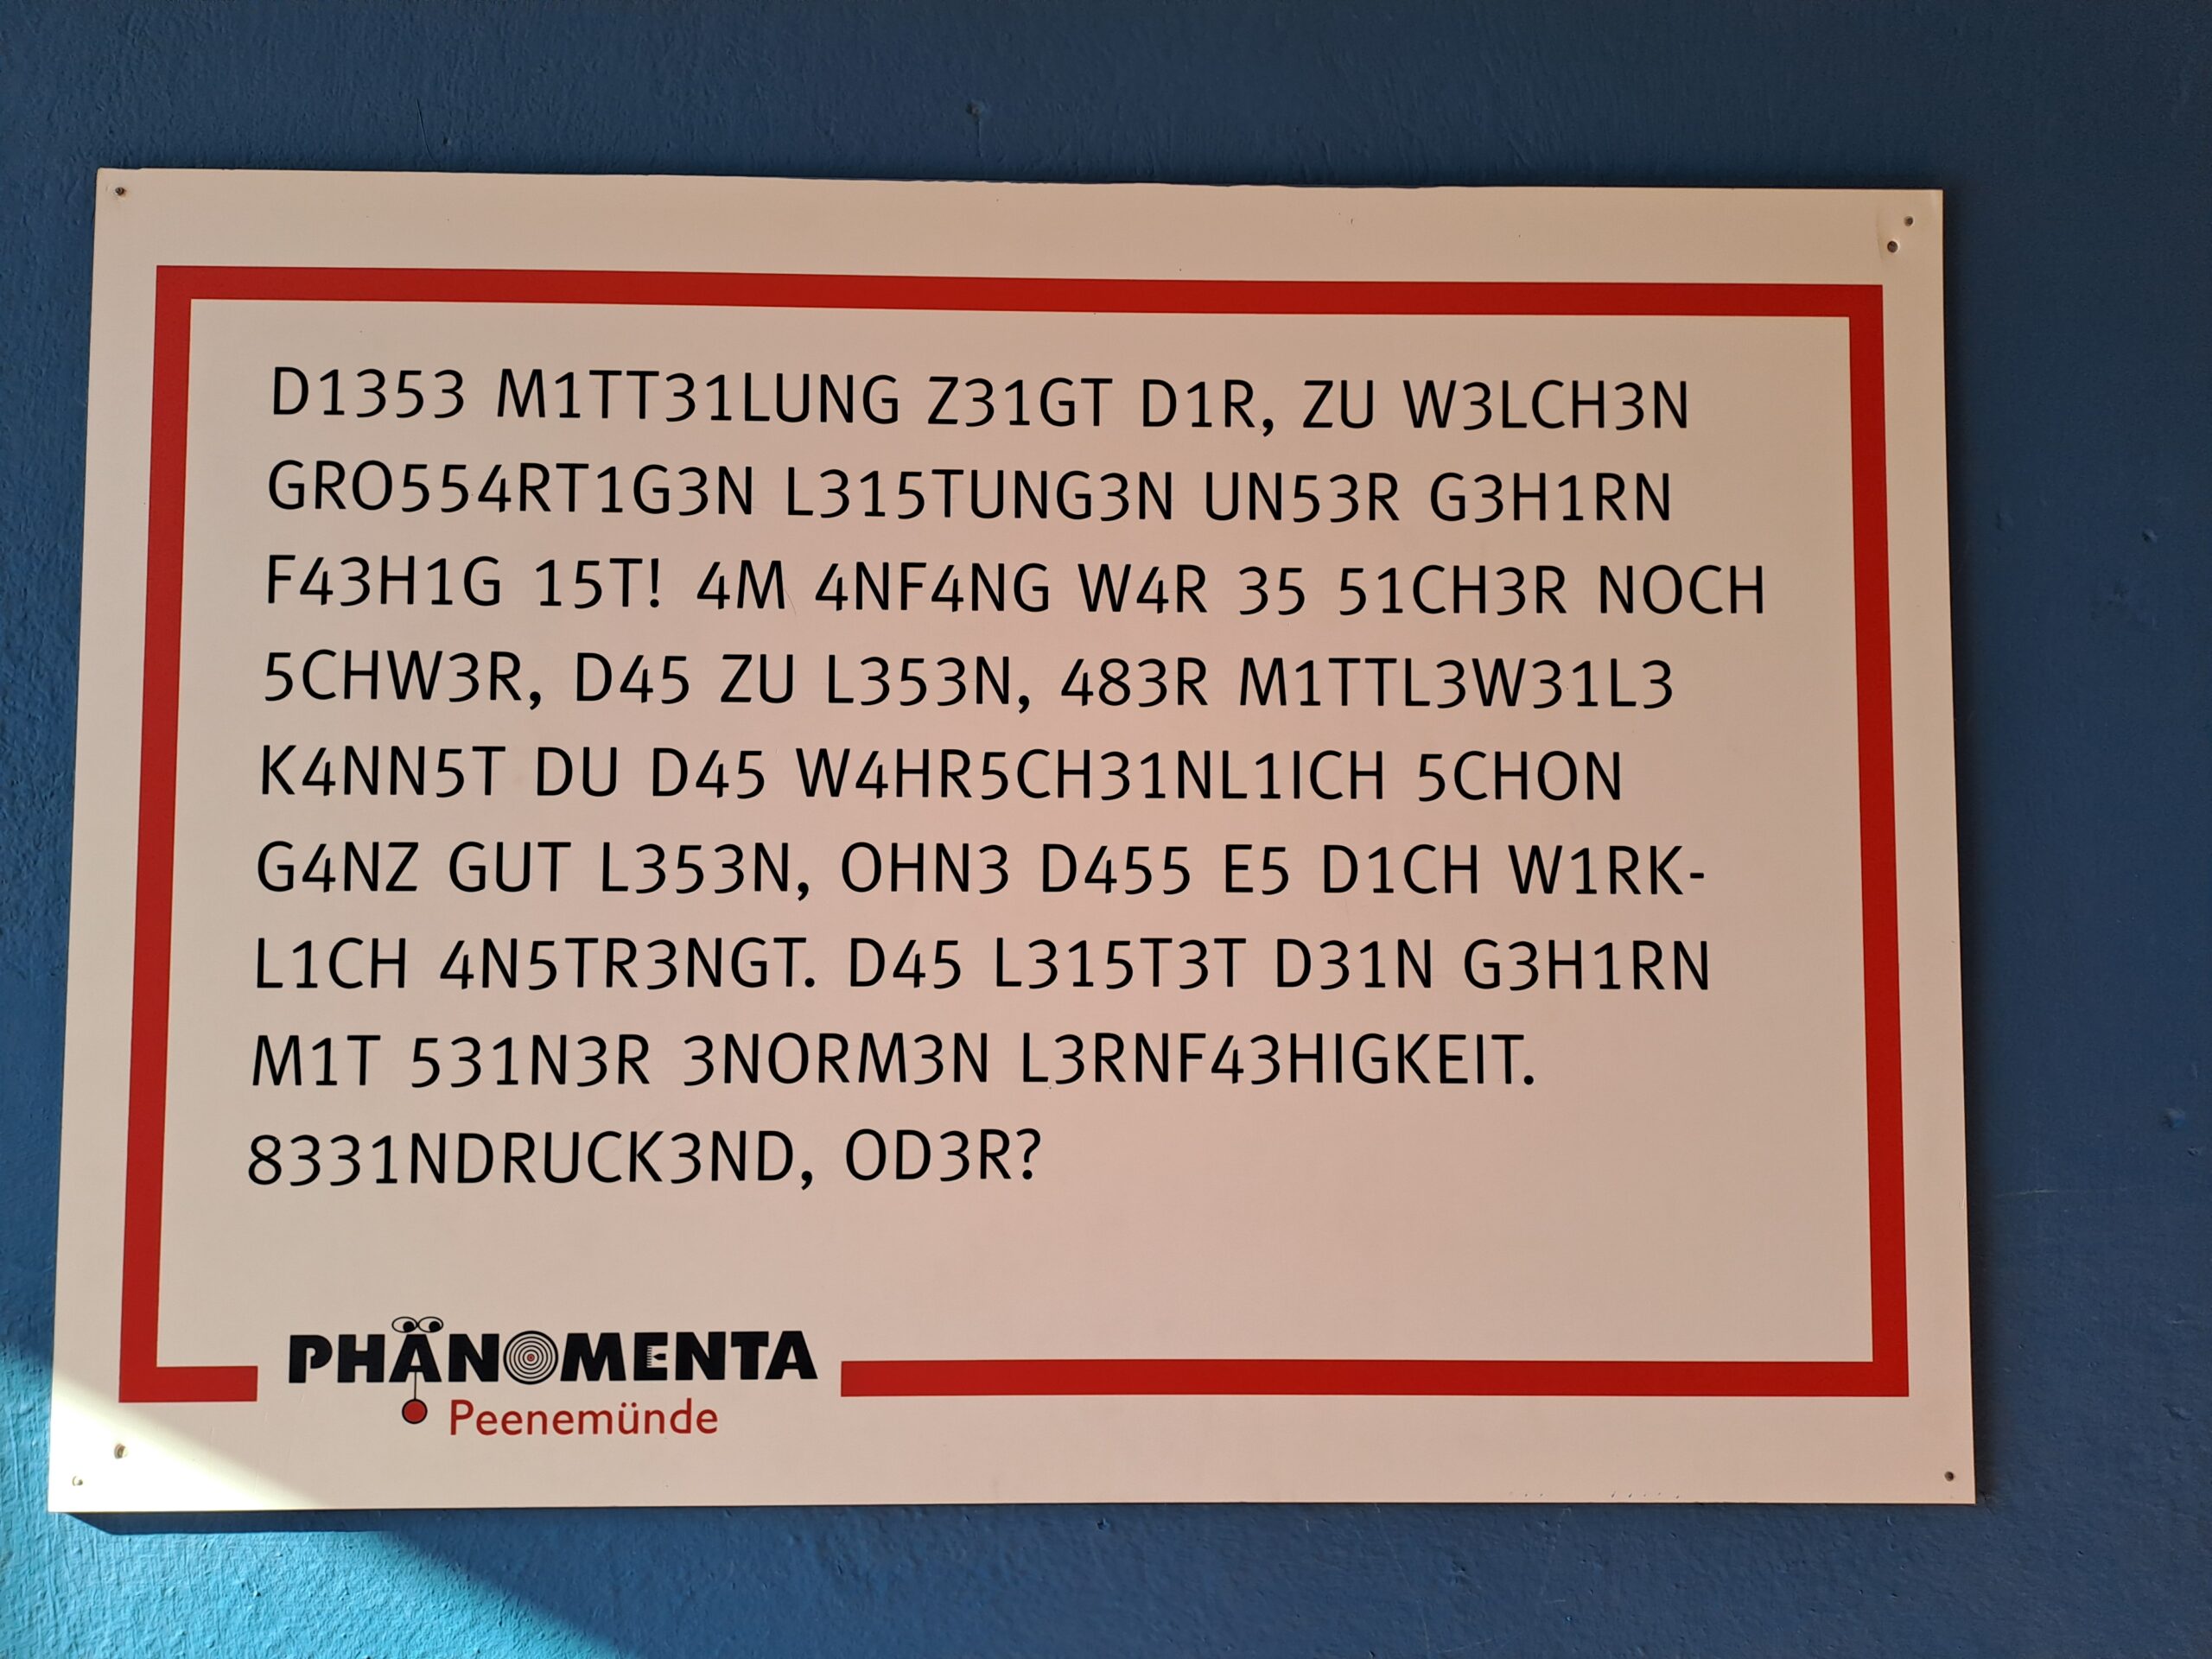 D1353 M1TT31LUNG Z31GT D1R, ZU W3LCH3N
GRO554RT1G3N L315TUNG3N UN53R G3H1RN
F43H1G 15T! 4M 4NF4NG W4R 35 51CH3R NOCH
5CHW3R, D45 ZU L353N, 483R M1TTL3W31L3
K4NN5T DU D45 W4HR5CH31NL1ICH 5CHON
G4NZ GUT L353N, OHN3 D455 E5 D1CH W1RK-
L1CH 4N5TR3NGT. D45 L315T3T D31N G3H1RN
M1T 531N3R 3NORM3N L3RNF43HIGKEIT.
8331NDRUCK3ND, OD3R?
PHÄNOMENTA
Peenemünde